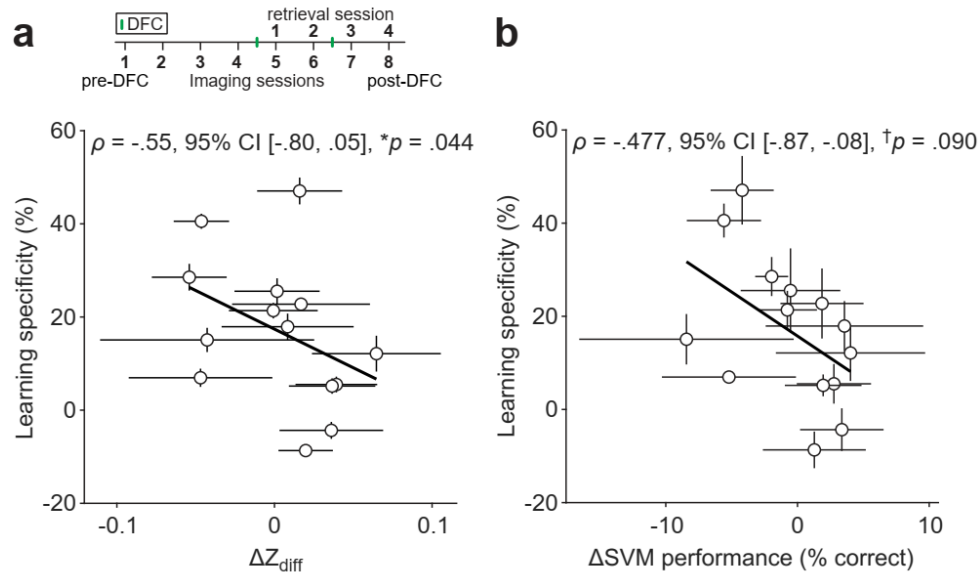 a
DFC
retrieval session
1 2 3 4
1 2 3 4 5 6 7 8
pre-DFC Imaging sessions post-DFC
ρ = -.55, 95% CI [-.80, .05], *p = .044
60
40
20
0
-20
Learning specificity (%)
-0.1 0 0.1
ΔZdiff
b
ρ = -.477, 95% CI [-.87, -.08], †p = .090
60
40
20
0
-20
Learning specificity (%)
-10 0 10
ΔSVM performance (% correct)